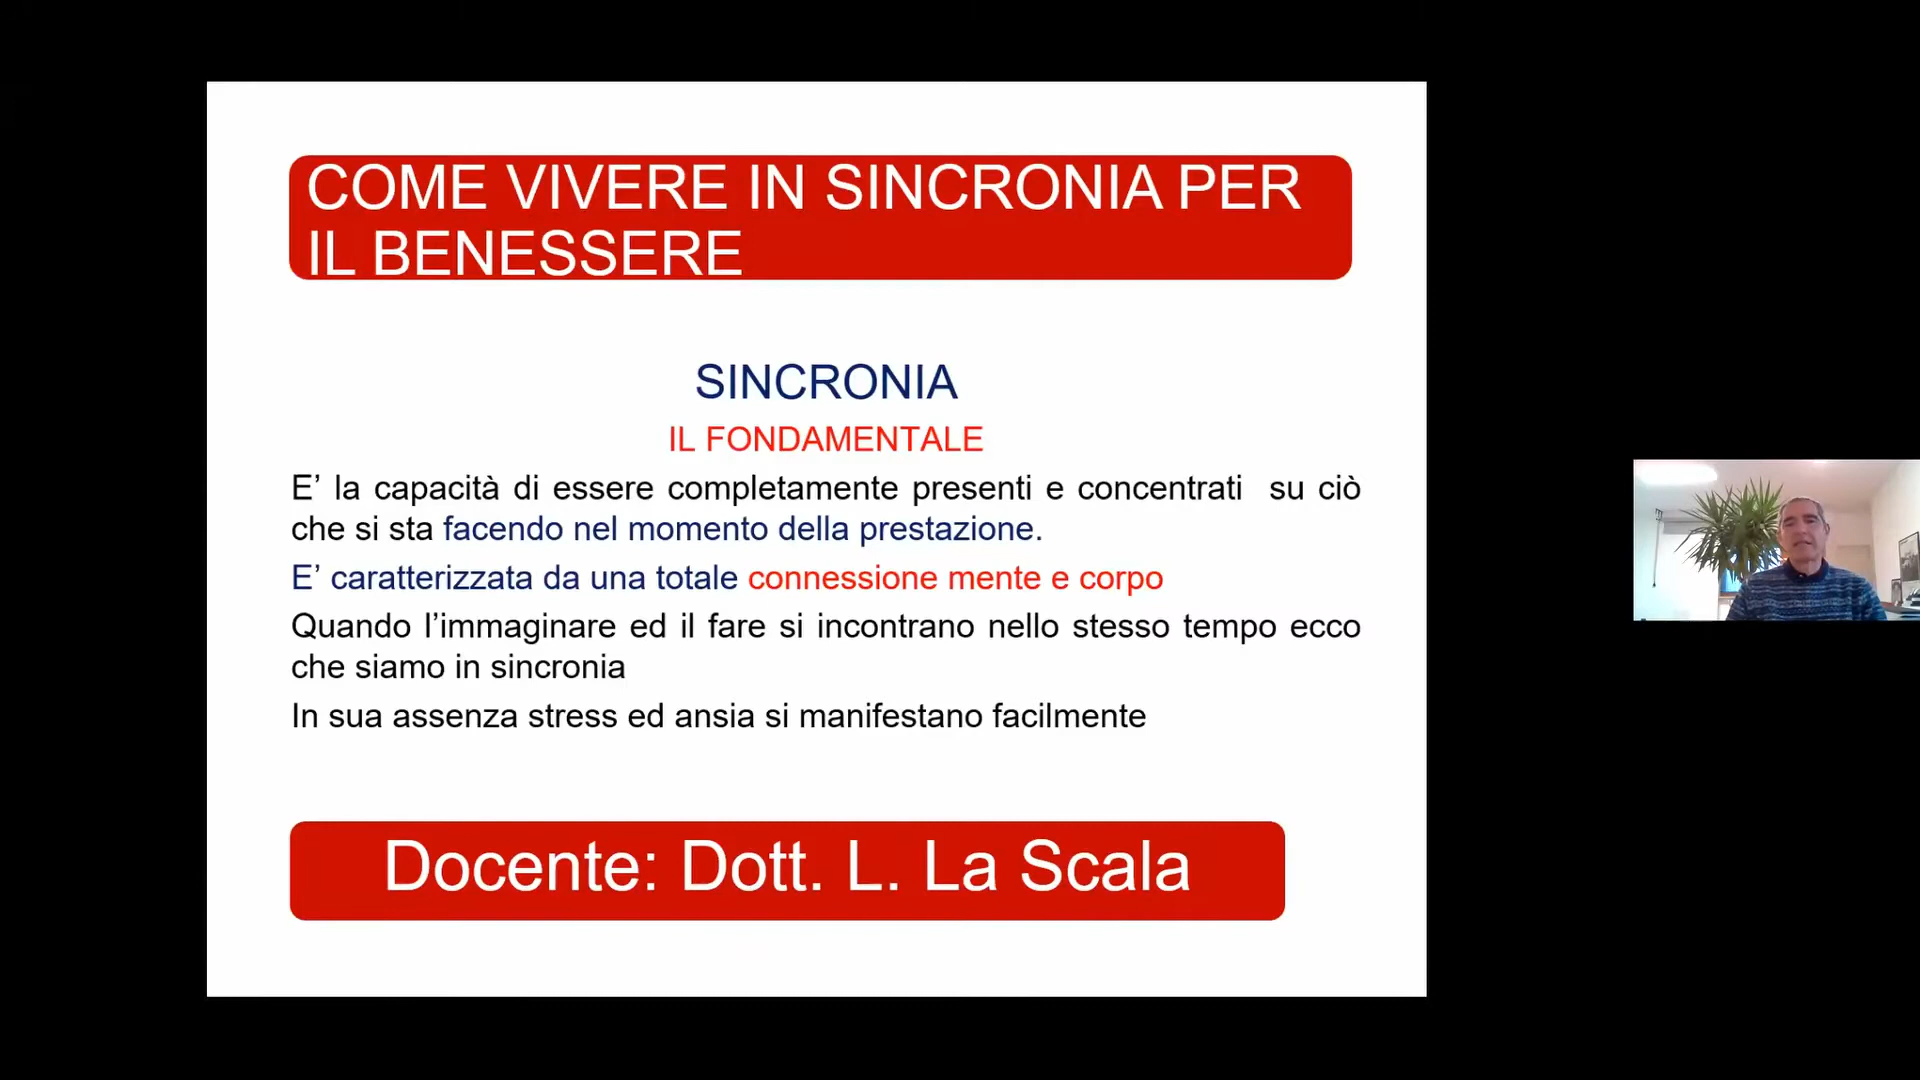 COME VIVERE IN SINCRONIA PER
IL BENESSERE
SINCRONIA
IL FONDAMENTALE
E’ la capacità di essere completamente presenti e concentrati su ciò
che si sta facendo nel momento della prestazione.
E’ caratterizzata da una totale connessione mente e corpo
Quando l’immaginare ed il fare si incontrano nello stesso tempo ecco
che siamo in sincronia
In sua assenza stress ed ansia si manifestano facilmente
Docente: Dott. L. La Scala